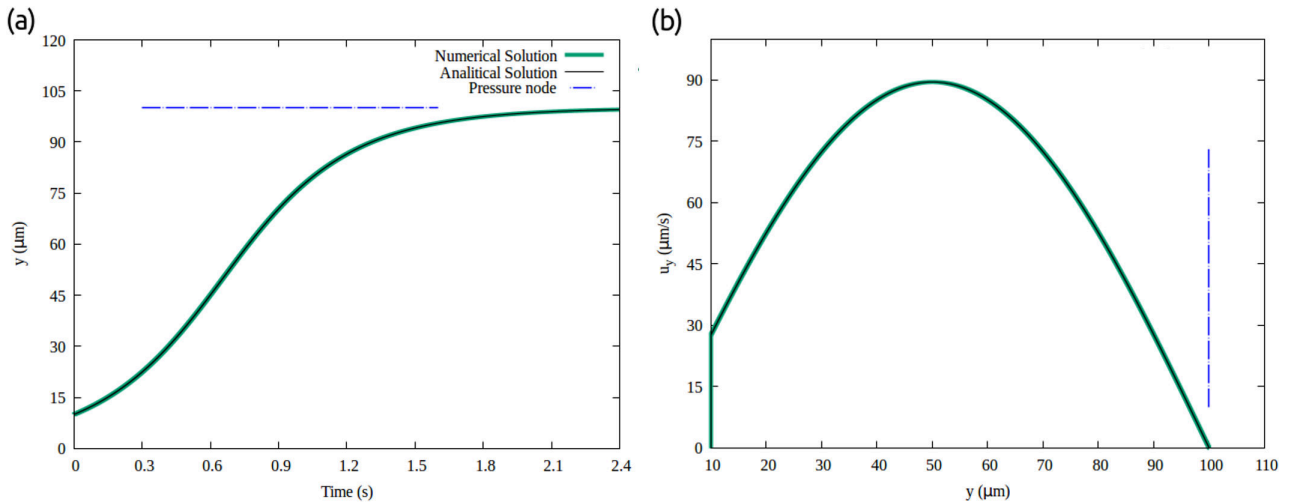 (a)
120
105
90
75
60
45
30
15
0
y (μm)
Numerical Solution
Analitical Solution
Pressure node
0 0.3 0.6 0.9 1.2 1.5 1.8 2.1 2.4
Time (s)
(b)
90
75
60
45
30
15
0
u_y (μm/s)
10 20 30 40 50 60 70 80 90 100 110
y (μm)